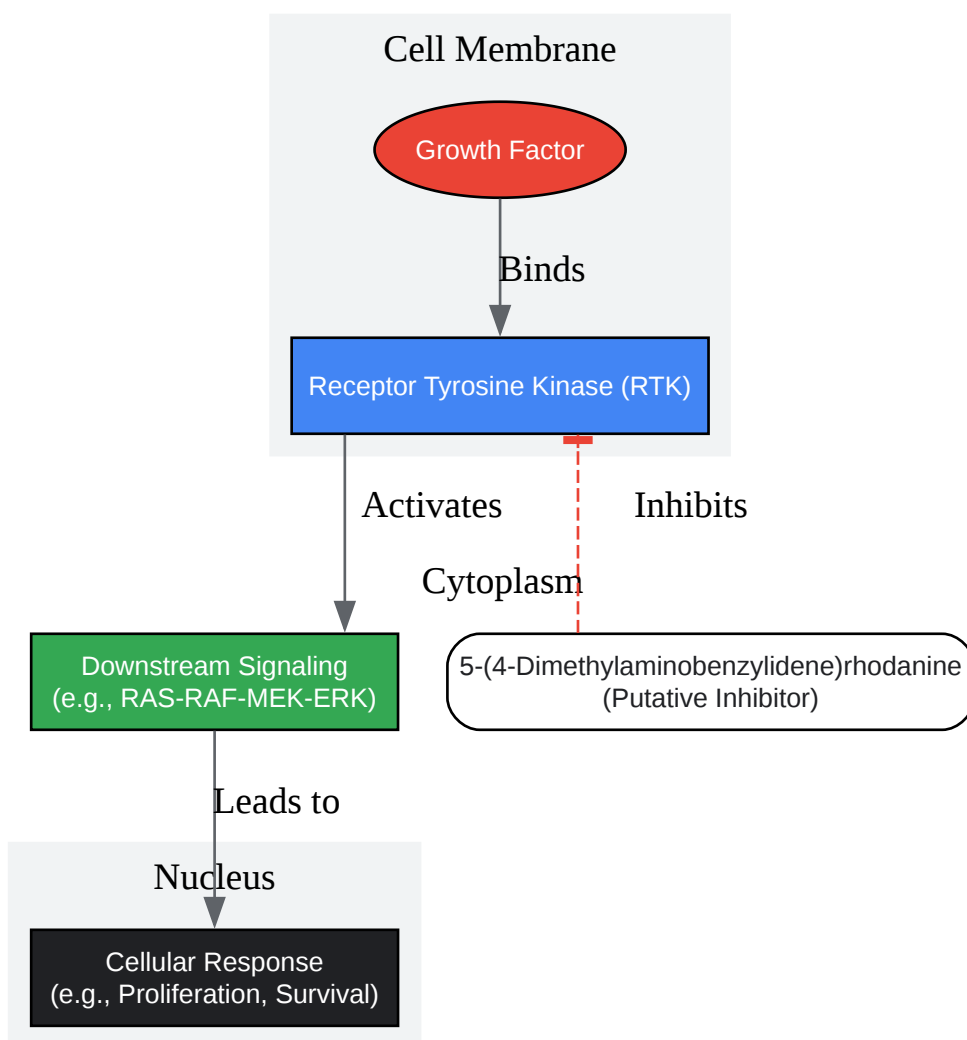 Cell Membrane
Growth Factor
Binds
Receptor Tyrosine Kinase (RTK)
Activates
Inhibits
Cytoplasm
Downstream Signaling
(e.g., RAS-RAF-MEK-ERK)
5-(4-Dimethylaminobenzylidene)rhodanine
(Putative Inhibitor)
Leads to
Nucleus
Cellular Response
(e.g., Proliferation, Survival)